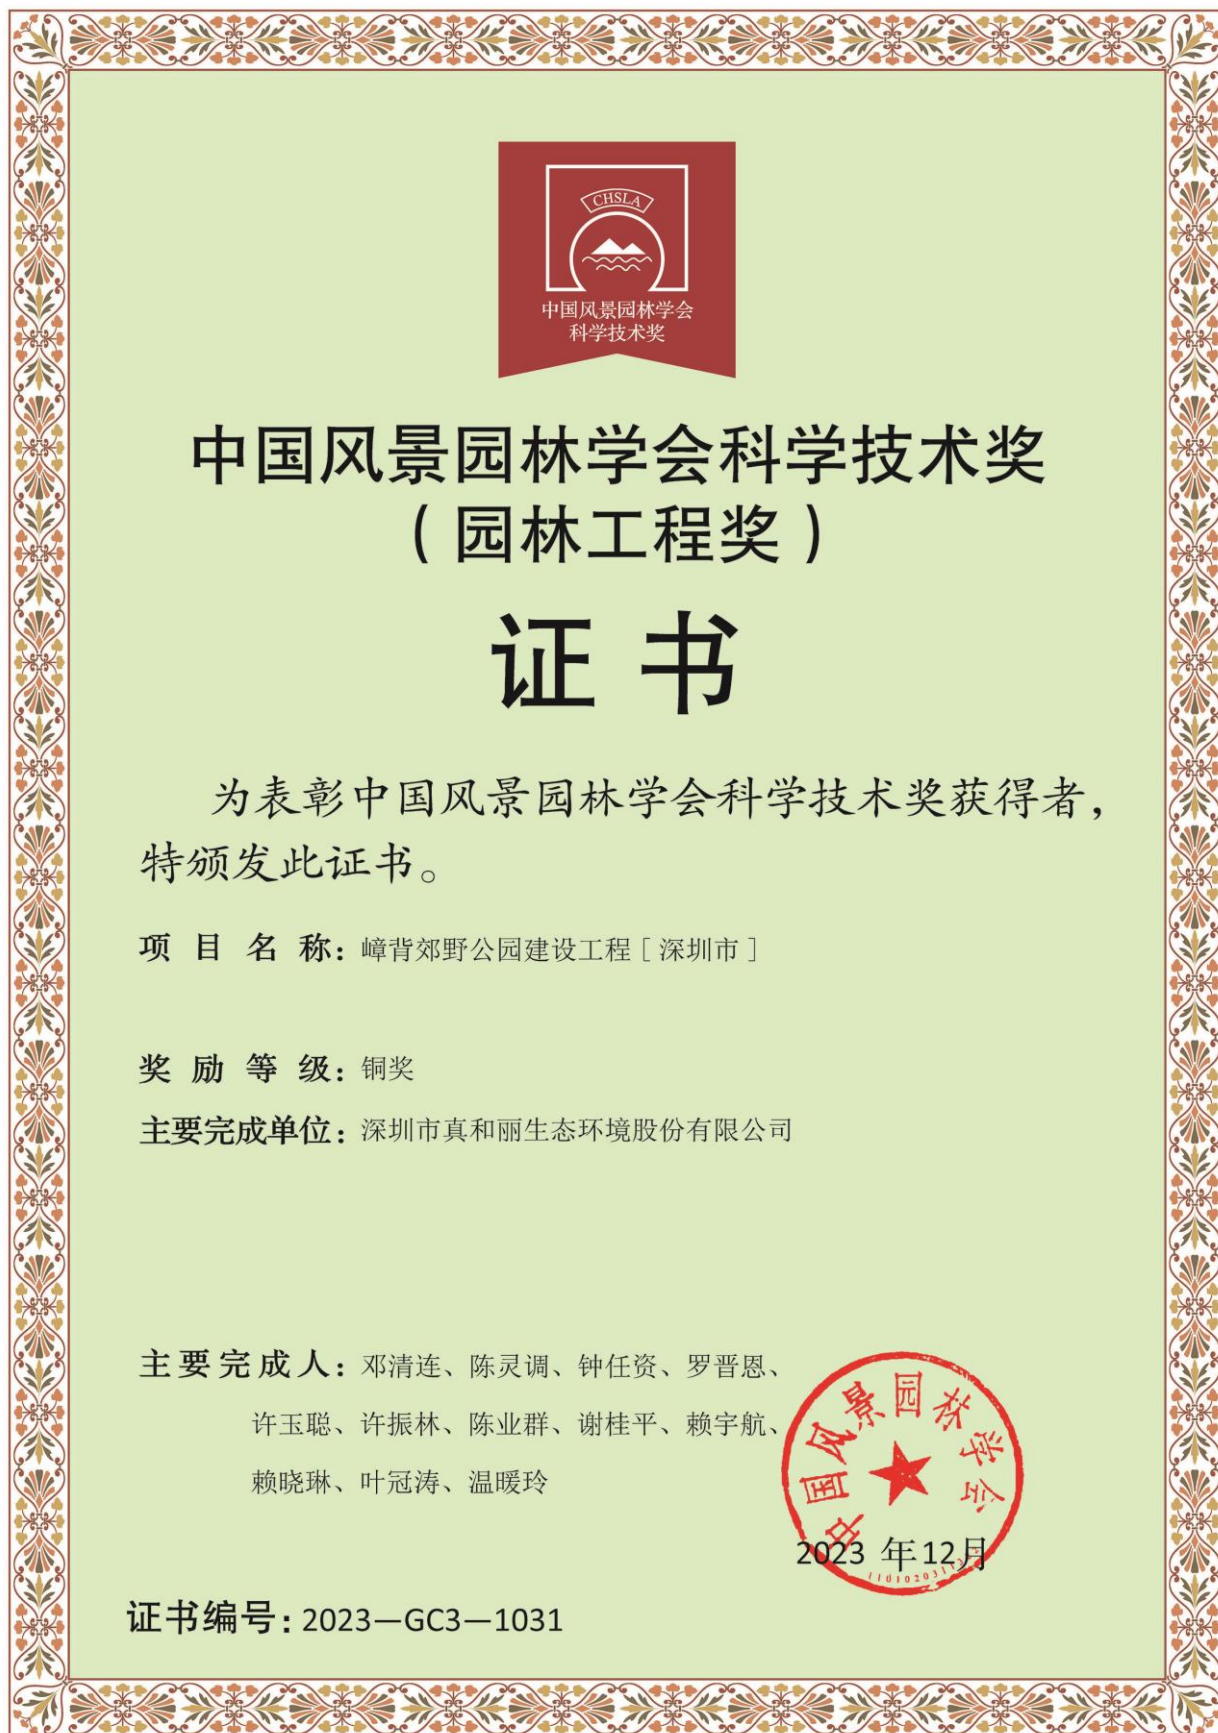 CHSLA
中国风景园林学会
科学技术奖
中国风景园林学会科学技术奖
（园林工程奖）
证书
为表彰中国风景园林学会科学技术奖获得者，
特颁发此证书。
项目名称：嶂背郊野公园建设工程［深圳市］
奖励等级：铜奖
主要完成单位：深圳市真和丽生态环境股份有限公司
主要完成人：邓清连、陈灵调、钟任资、罗晋恩、
许玉聪、许振林、陈业群、谢桂平、赖宇航、
赖晓琳、叶冠涛、温暖玲
中国风景园林学会
2023 年12月
证书编号：2023—GC3—1031